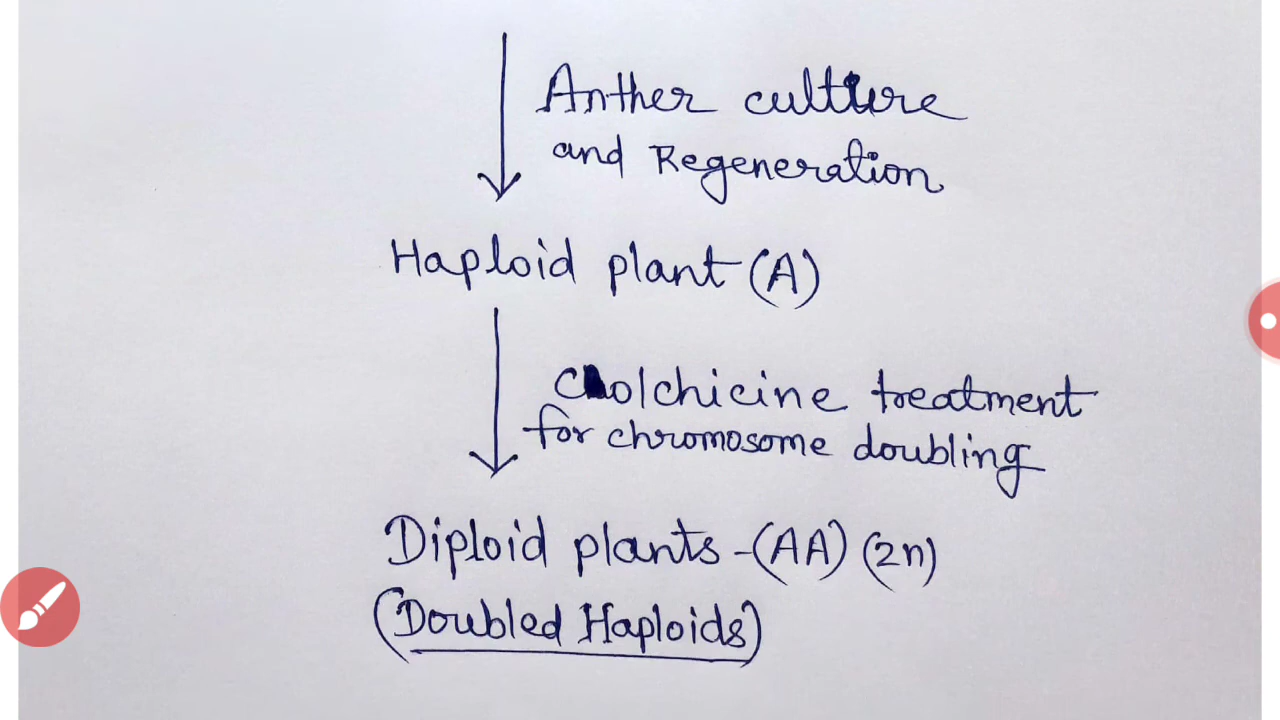 Anther culture
and Regeneration
Haploid plant (A)
Colchicine treatment
for chromosome doubling
Diploid plants - (AA) (2n)
(Doubled Haploids)